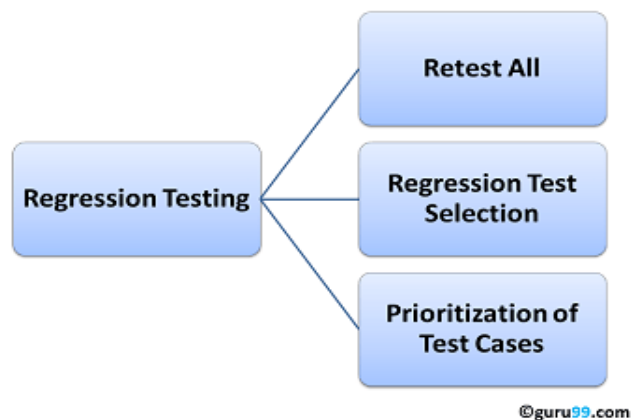 Retest All
Regression Testing
Regression Test
Selection
Prioritization of
Test Cases
©guru99.com